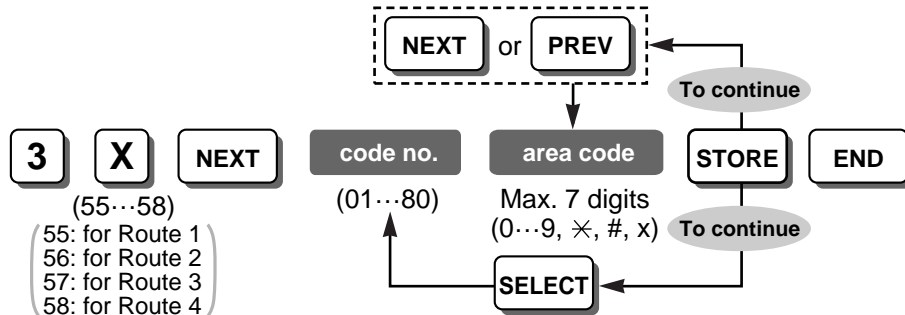 NEXT or PREV
To continue
3 X NEXT code no. area code STORE END
(55···58) (01···80) Max. 7 digits
(0···9, ✳, #, x) To continue
55: for Route 1
56: for Route 2
57: for Route 3
58: for Route 4
SELECT